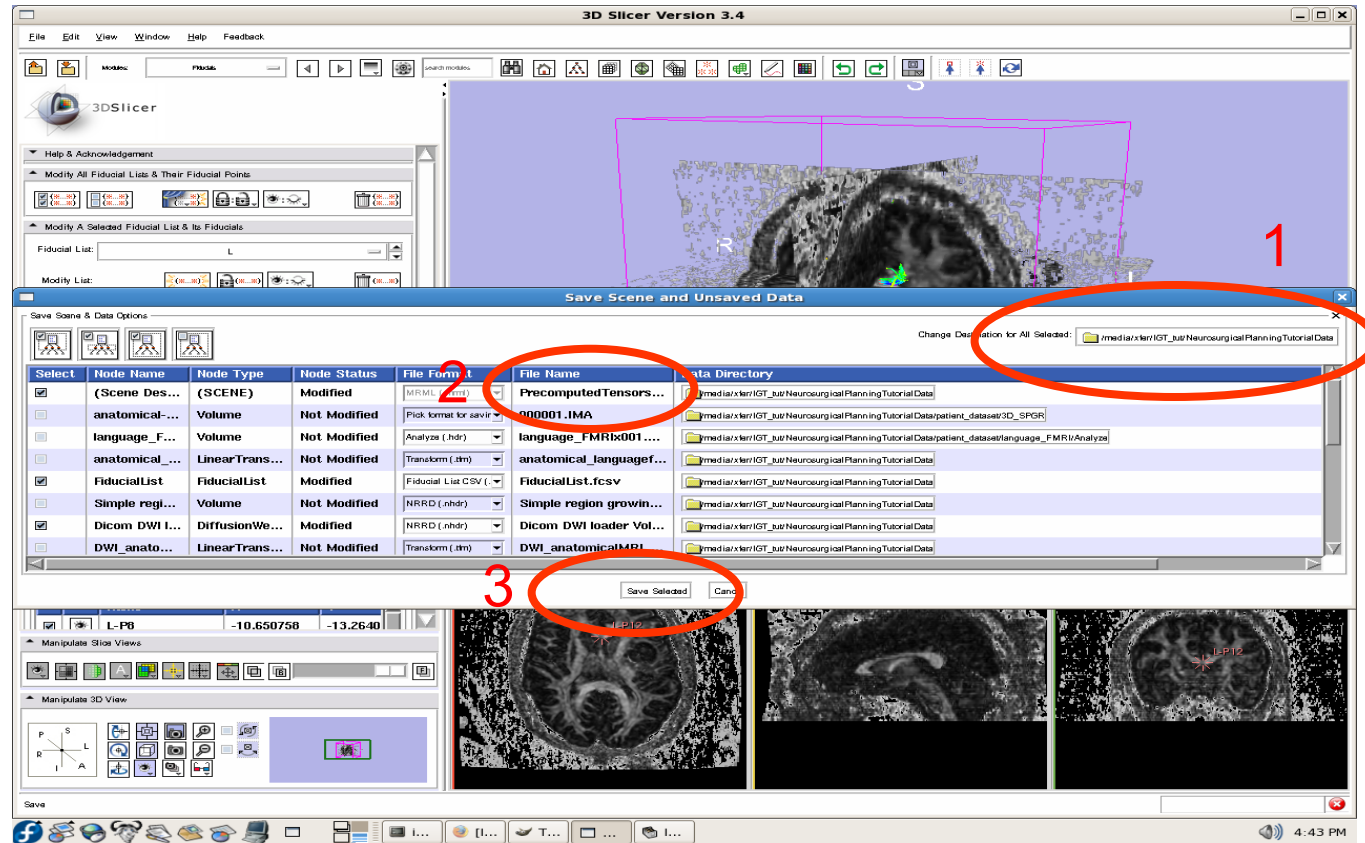 3D Slicer Version 3.4
File Edit View Window Help Feedback
Modules: Fiducials search modules
3DSlicer
S
Help & Acknowledgement
Modify All Fiducial Lists & Their Fiducial Points
Modify A Selected Fiducial List & Its Fiducials
Fiducial List: L
Modify List:
R
L
1
Save Scene and Unsaved Data
Save Scene & Data Options
Change Destination for All Selected: /media/xfer/IGT_tut/NeurosurgicalPlanningTutorialData
2
Select Node Name Node Type Node Status File Format File Name Data Directory
(Scene Des... (SCENE) Modified MRML (.mrml) PrecomputedTensors... /media/xfer/IGT_tut/NeurosurgicalPlanningTutorialData
anatomical-... Volume Not Modified Pick format for savin 000001.IMA /media/xfer/IGT_tut/NeurosurgicalPlanningTutorialData/patient_dataset/3D_SPGR
language_F... Volume Not Modified Analyze (.hdr) language_FMRIx001.... /media/xfer/IGT_tut/NeurosurgicalPlanningTutorialData/patient_dataset/language_FMRI/Analyze
anatomical_... LinearTrans... Not Modified Transform (.tfm) anatomical_languagef... /media/xfer/IGT_tut/NeurosurgicalPlanningTutorialData
FiducialList FiducialList Modified Fiducial List CSV (. FiducialList.fcsv /media/xfer/IGT_tut/NeurosurgicalPlanningTutorialData
Simple regi... Volume Not Modified NRRD (.nhdr) Simple region growin... /media/xfer/IGT_tut/NeurosurgicalPlanningTutorialData
Dicom DWI l... DiffusionWe... Modified NRRD (.nhdr) Dicom DWI loader Vol... /media/xfer/IGT_tut/NeurosurgicalPlanningTutorialData
DWI_anato... LinearTrans... Not Modified Transform (.tfm) DWI_anatomicalMRI... /media/xfer/IGT_tut/NeurosurgicalPlanningTutorialData
3
Save Selected
L-P8 -10.650758 -13.2640
Manipulate Slice Views
Manipulate 3D View
P S L R I A
L-P12
L-P12
Save
i... [I... T... ... I...
4:43 PM